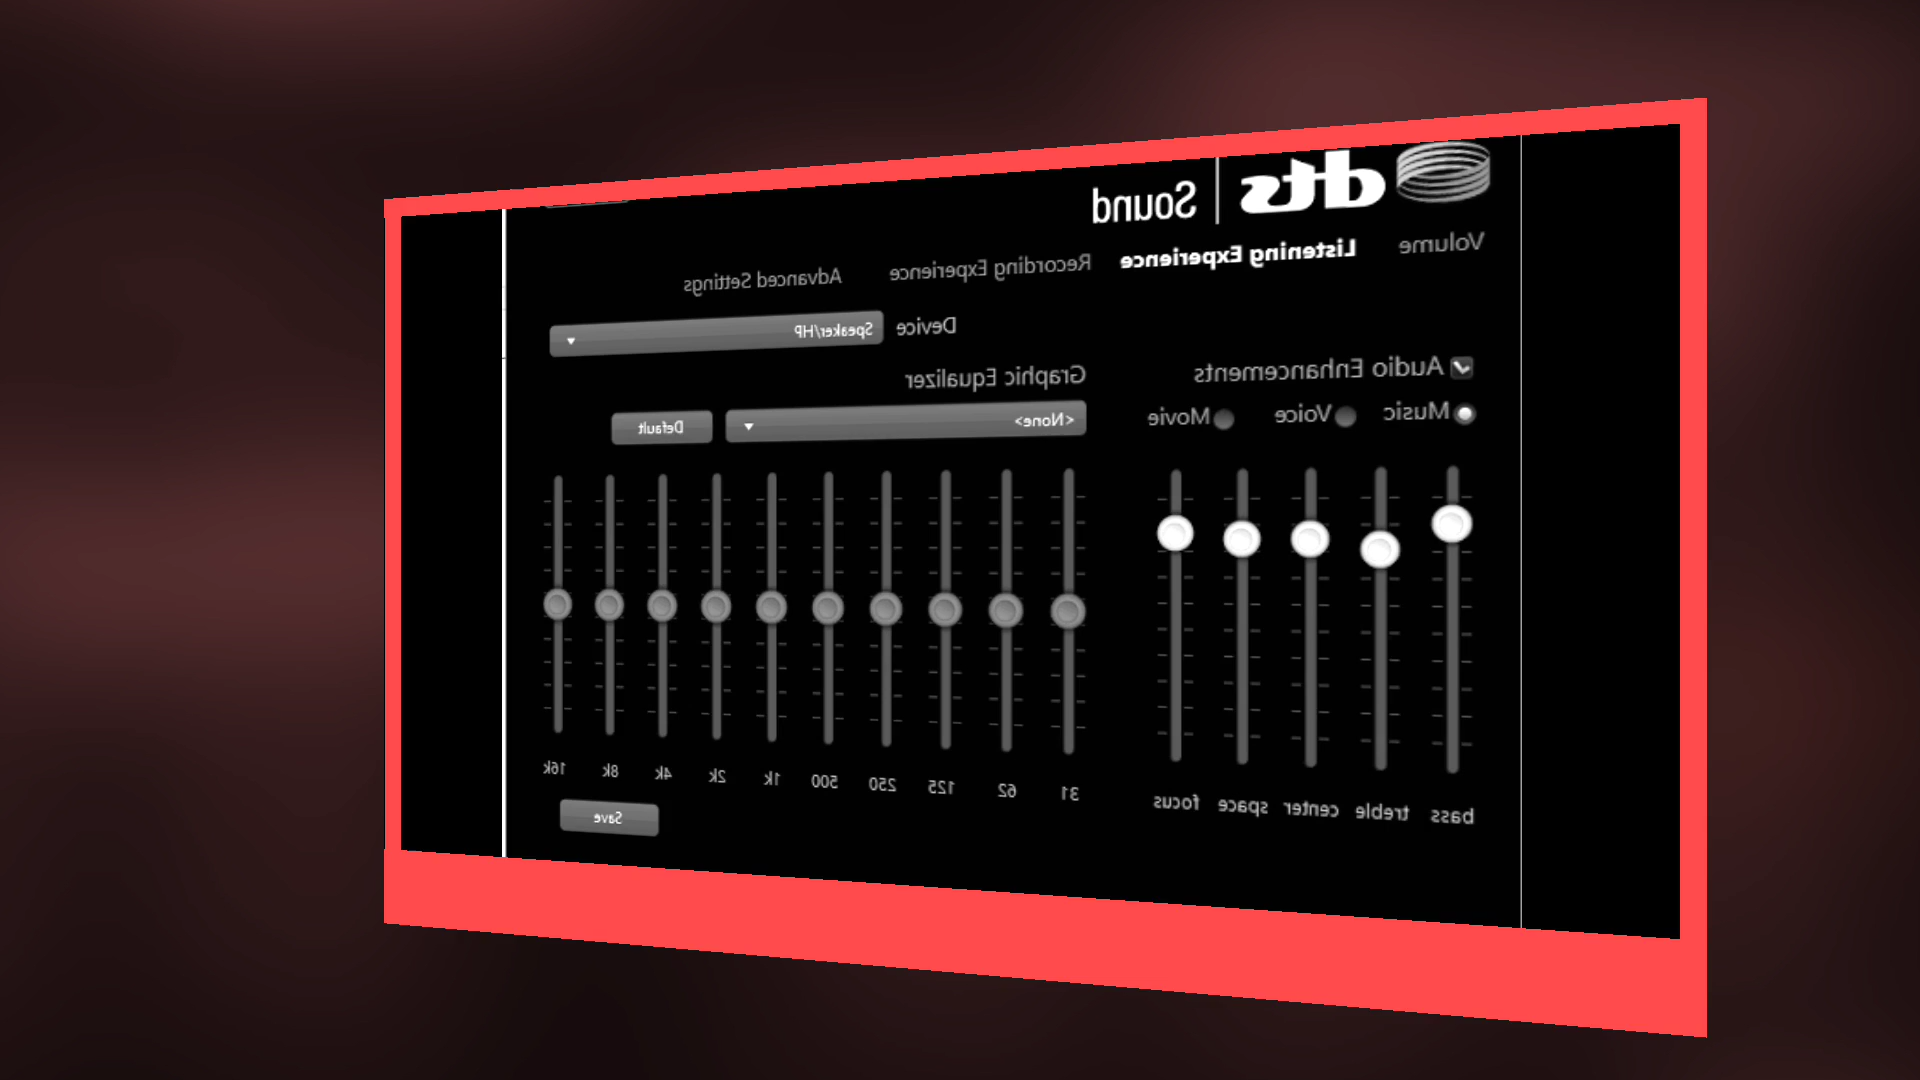 dts | Sound
Volume Listening Experience Recording Experience Advanced Settings
Device Speaker/HP
Audio Enhancements
Music Voice Movie
Graphic Equalizer
<None> Default
bass treble center space focus
31 62 125 250 500 1k 2k 4k 8k 16k
Save